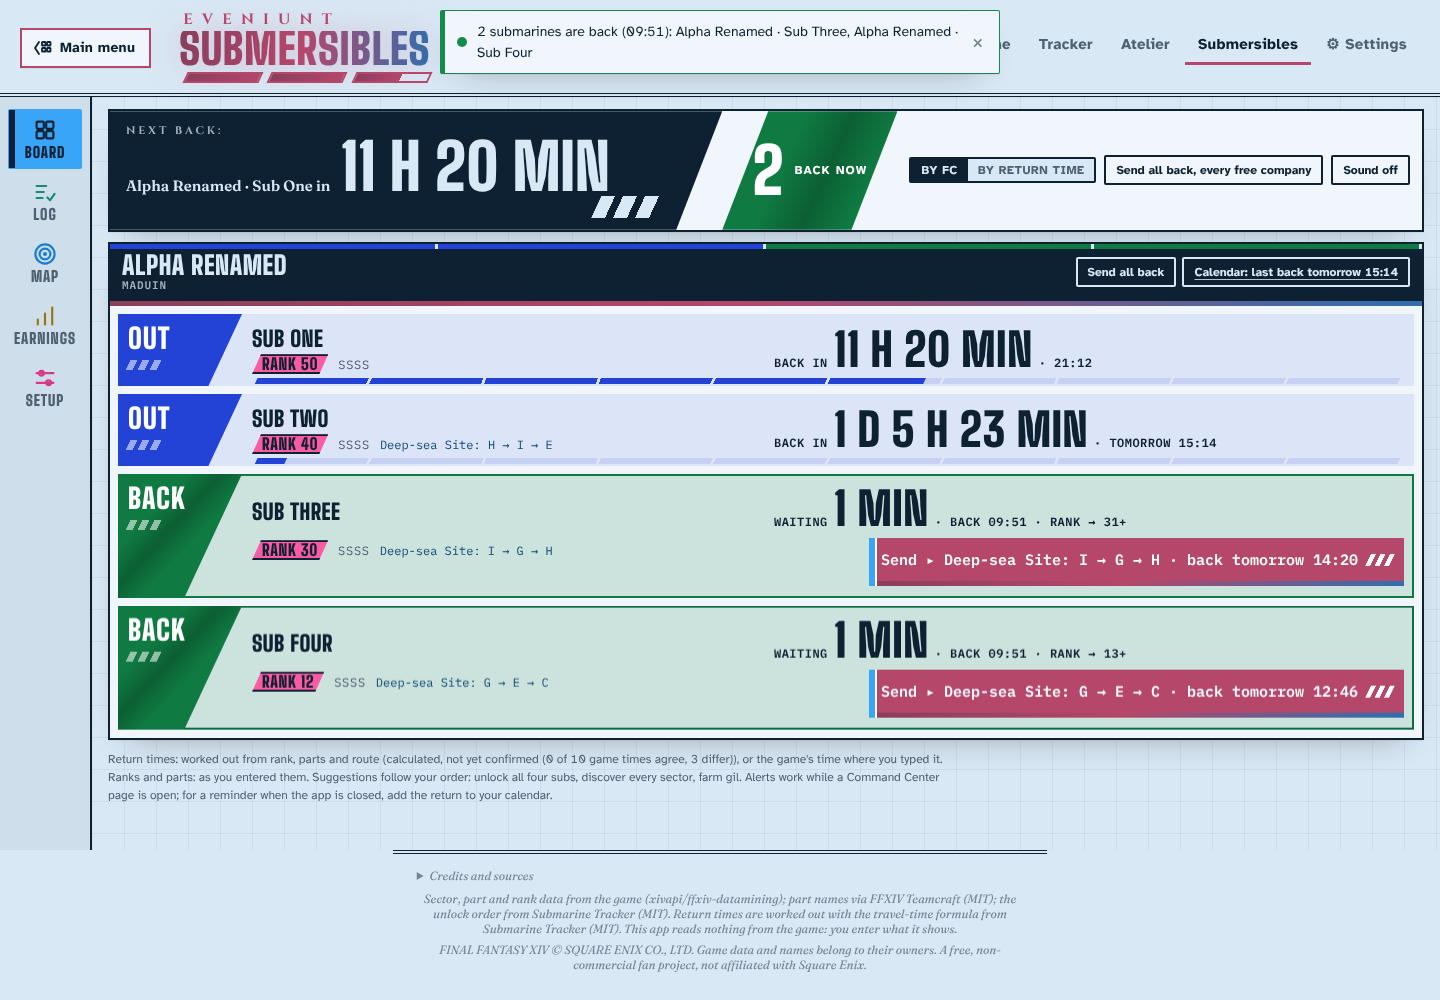 Main menu
EVENIUNT
SUBMERSIBLES
2 submarines are back (09:51): Alpha Renamed · Sub Three, Alpha Renamed ·
Sub Four
×
Tracker
Atelier
Submersibles
Settings
BOARD
LOG
MAP
EARNINGS
SETUP
NEXT BACK:
Alpha Renamed · Sub One in 11 H 20 MIN
2 BACK NOW
BY FC
BY RETURN TIME
Send all back, every free company
Sound off
ALPHA RENAMED
MADUIN
Send all back
Calendar: last back tomorrow 15:14
OUT
SUB ONE
RANK 50
SSSS
BACK IN 11 H 20 MIN · 21:12
OUT
SUB TWO
RANK 40
SSSS Deep-sea Site: H → I → E
BACK IN 1 D 5 H 23 MIN · TOMORROW 15:14
BACK
SUB THREE
RANK 30
SSSS Deep-sea Site: I → G → H
WAITING 1 MIN · BACK 09:51 · RANK → 31+
Send ▸ Deep-sea Site: I → G → H · back tomorrow 14:20
BACK
SUB FOUR
RANK 12
SSSS Deep-sea Site: G → E → C
WAITING 1 MIN · BACK 09:51 · RANK → 13+
Send ▸ Deep-sea Site: G → E → C · back tomorrow 12:46
Return times: worked out from rank, parts and route (calculated, not yet confirmed (0 of 10 game times agree, 3 differ)), or the game's time where you typed it.
Ranks and parts: as you entered them. Suggestions follow your order: unlock all four subs, discover every sector, farm gil. Alerts work while a Command Center
page is open; for a reminder when the app is closed, add the return to your calendar.
▶ Credits and sources
Sector, part and rank data from the game (xivapi/ffxiv-datamining); part names via FFXIV Teamcraft (MIT); the
unlock order from Submarine Tracker (MIT). Return times are worked out with the travel-time formula from
Submarine Tracker (MIT). This app reads nothing from the game: you enter what it shows.
FINAL FANTASY XIV © SQUARE ENIX CO., LTD. Game data and names belong to their owners. A free, non-
commercial fan project, not affiliated with Square Enix.